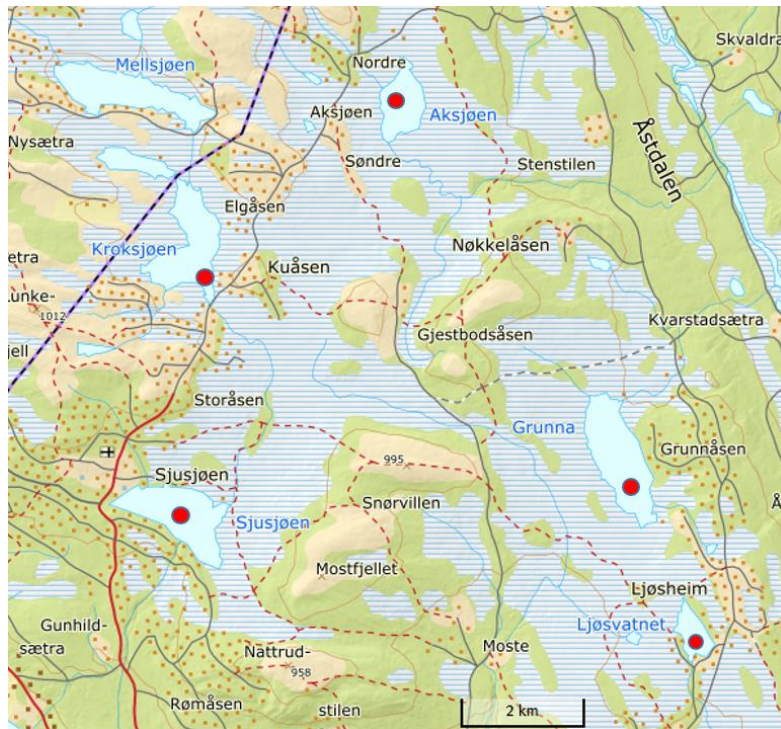 Skvaldra
Nordre
Mellsjøen
Aksjøen
Aksjøen
Nysætra
Søndre
Stenstilen
Åstdalen
Elgåsen
Kroksjøen
Nøkkelåsen
etra
Kuåsen
unke-
1012
Kvarstadsætra
Gjestbodsåsen
jell
Storåsen
Grunna
Grunnåsen
995
Sjusjøen
Snørvillen
Sjusjøen
Å
Mostfjellet
Ljøsheim
Gunhild-
sætra
Ljøsvatnet
Nattrud-
Moste
958
Rømåsen
stilen
2 km